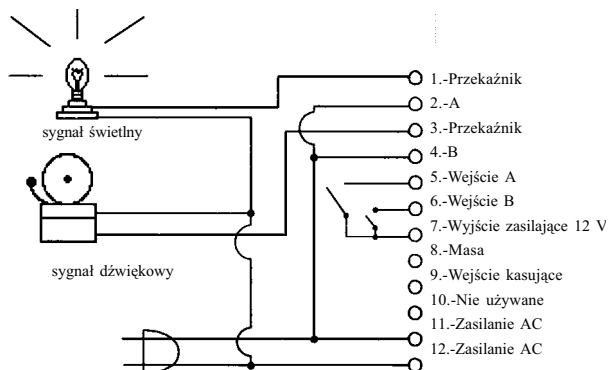 sygnał świetlny
sygnał dźwiękowy
1.-Przekaźnik
2.-A
3.-Przekaźnik
4.-B
5.-Wejście A
6.-Wejście B
7.-Wyjście zasilające 12 V
8.-Masa
9.-Wejście kasujące
10.-Nie używane
11.-Zasilanie AC
12.-Zasilanie AC